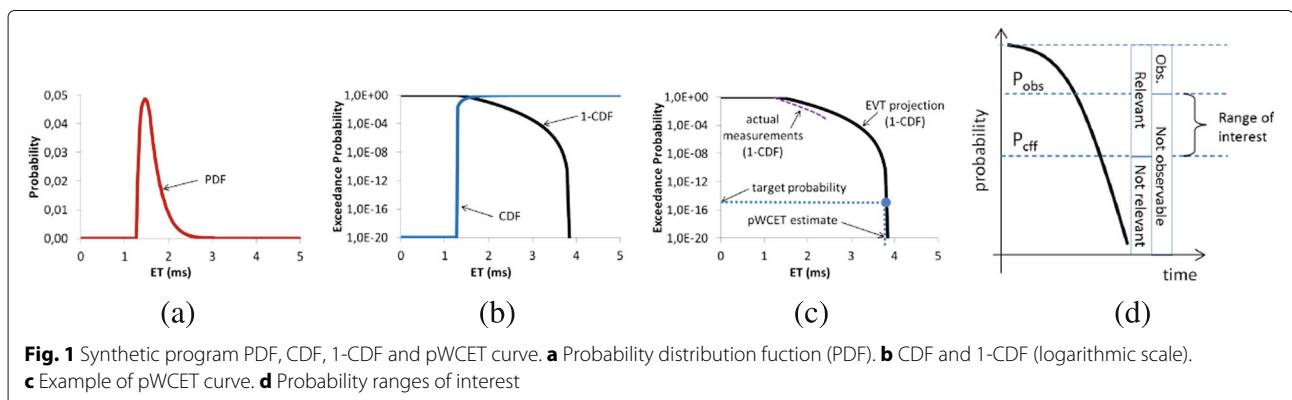 0,05
0,04
0,03
0,02
0,01
0,00
Probability
PDF
0 1 2 3 4 5
ET (ms)
(a)
1,0E+00
1,0E-04
1,0E-08
1,0E-12
1,0E-16
1,0E-20
Exceedance Probability
1-CDF
CDF
0 1 2 3 4 5
ET (ms)
(b)
1,0E+00
1,0E-04
1,0E-08
1,0E-12
1,0E-16
1,0E-20
Exceedance Probability
EVT projection
(1-CDF)
actual
measurements
(1-CDF)
target probability
pWCET estimate
0 1 2 3 4 5
ET (ms)
(c)
probability
Pobs
Pcff
Relevant
Not relevant
Obs.
Not observable
Range of
interest
time
(d)
Fig. 1 Synthetic program PDF, CDF, 1-CDF and pWCET curve. a Probability distribution fuction (PDF). b CDF and 1-CDF (logarithmic scale).
c Example of pWCET curve. d Probability ranges of interest